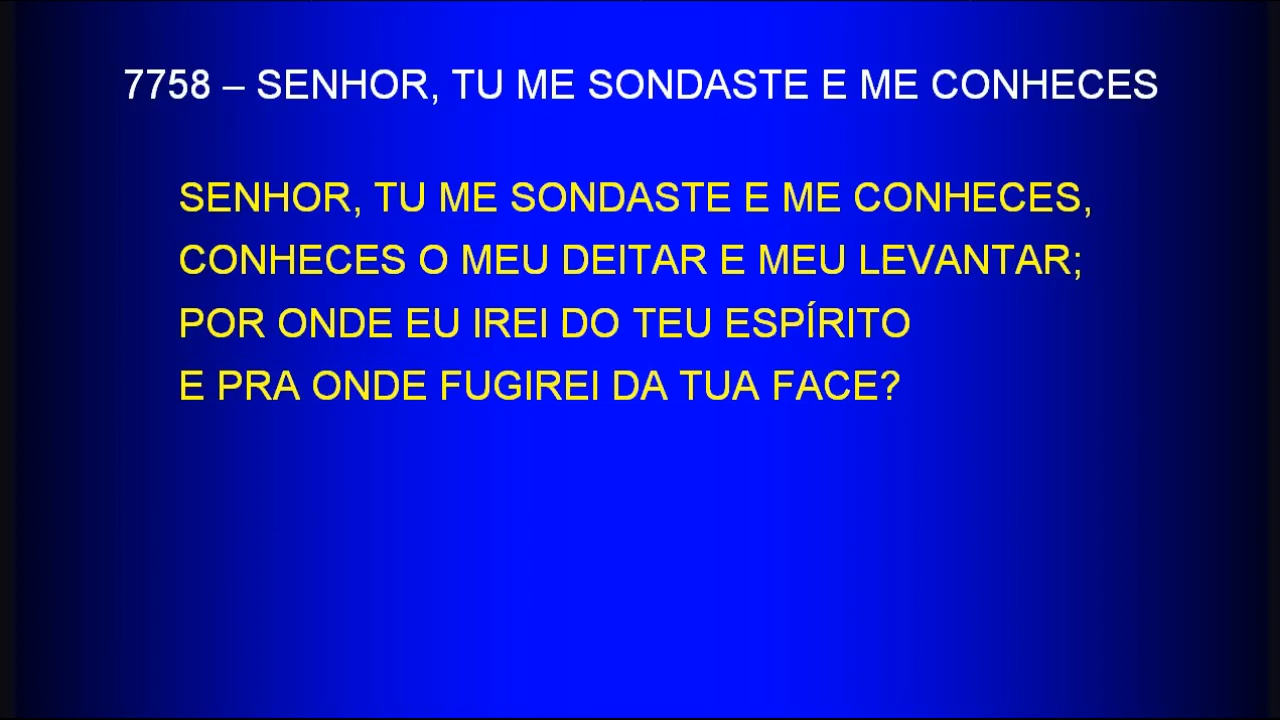 7758 – SENHOR, TU ME SONDASTE E ME CONHECES
SENHOR, TU ME SONDASTE E ME CONHECES,
CONHECES O MEU DEITAR E MEU LEVANTAR;
POR ONDE EU IREI DO TEU ESPÍRITO
E PRA ONDE FUGIREI DA TUA FACE?